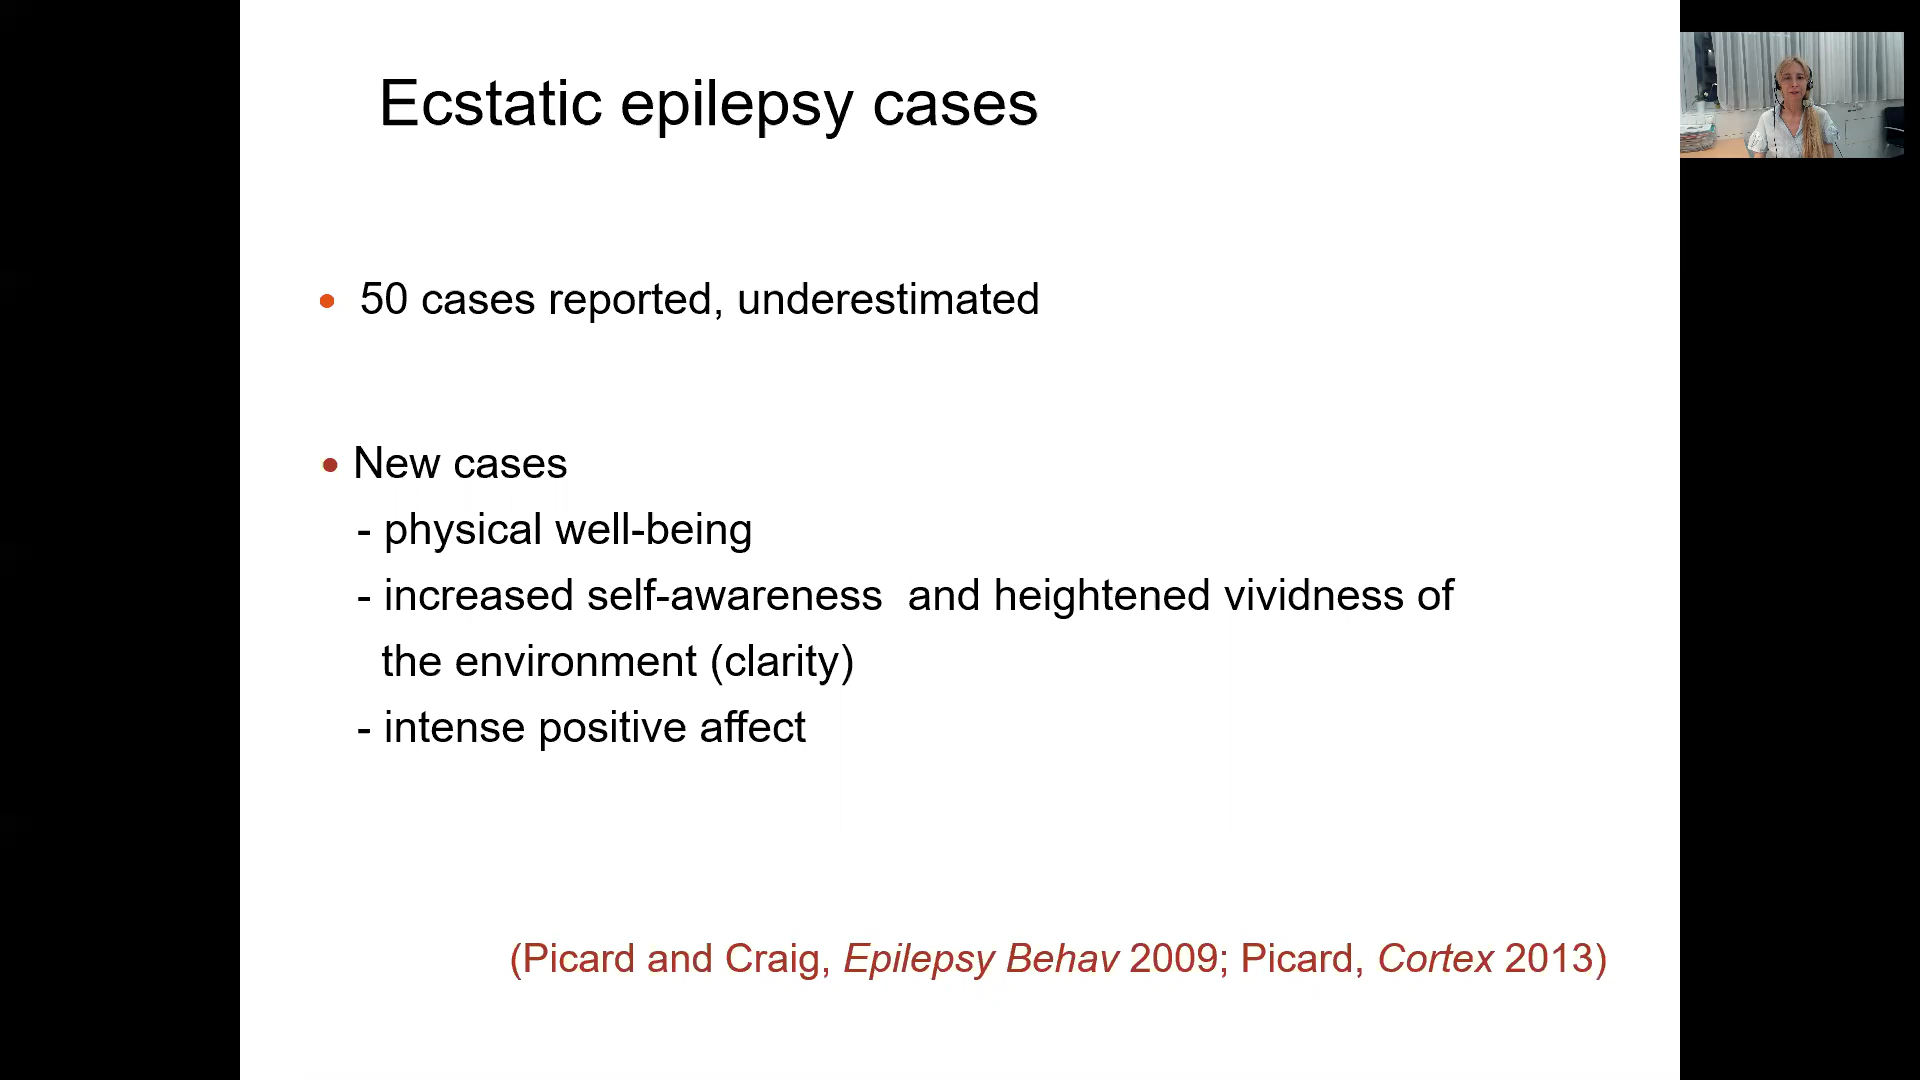 Ecstatic epilepsy cases
• 50 cases reported, underestimated
• New cases
- physical well-being
- increased self-awareness  and heightened vividness of
the environment (clarity)
- intense positive affect
(Picard and Craig, Epilepsy Behav 2009; Picard, Cortex 2013)